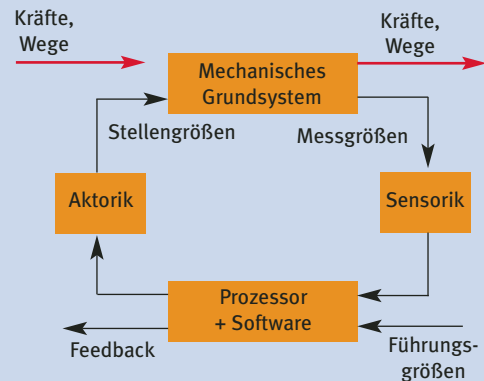 Kräfte,
Wege
Kräfte,
Wege
Mechanisches
Grundsystem
Stellengrößen
Messgrößen
Aktorik
Sensorik
Prozessor
+ Software
Feedback
Führungs-
größen